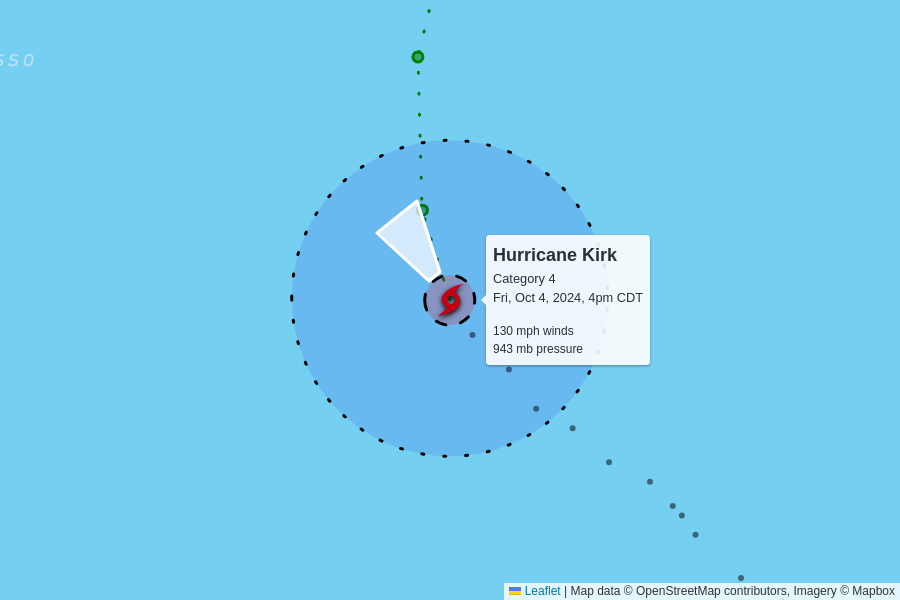 SSO
Hurricane Kirk
Category 4
Fri, Oct 4, 2024, 4pm CDT
130 mph winds
943 mb pressure
Leaflet | Map data © OpenStreetMap contributors, Imagery © Mapbox